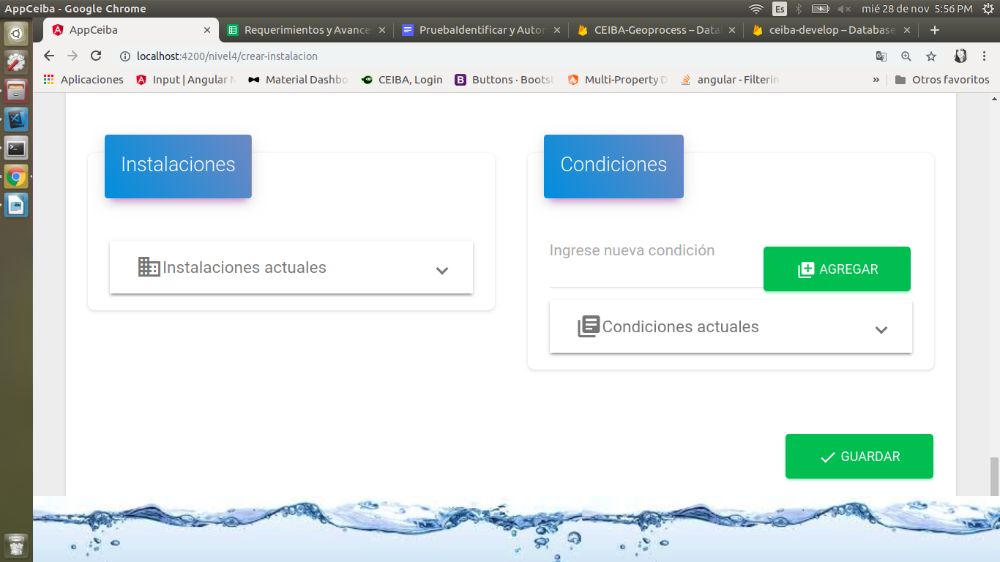 AppCeiba - Google Chrome
Es
mié 28 de nov 5:56 PM
AppCeiba
Requerimientos y Avance
PruebaIdentificar y Autor
CEIBA-Geoprocess – Data
ceiba-develop – Database
localhost:4200/nivel4/crear-instalacion
Aplicaciones
Input | Angular M
Material Dashbo
CEIBA, Login
Buttons · Bootst
Multi-Property D
angular - Filterin
»
Otros favoritos
Instalaciones
Instalaciones actuales
Condiciones
Ingrese nueva condición
AGREGAR
Condiciones actuales
GUARDAR